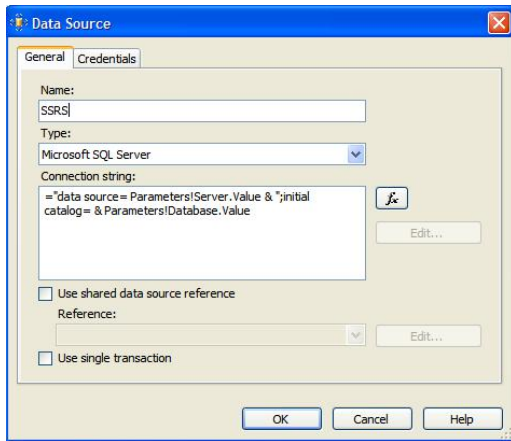 Data Source
General Credentials
Name:
SSRS
Type:
Microsoft SQL Server
Connection string:
="data source= Parameters!Server.Value & ";initial
catalog= & Parameters!Database.Value
fx
Edit...
Use shared data source reference
Reference:
Edit...
Use single transaction
OK Cancel Help